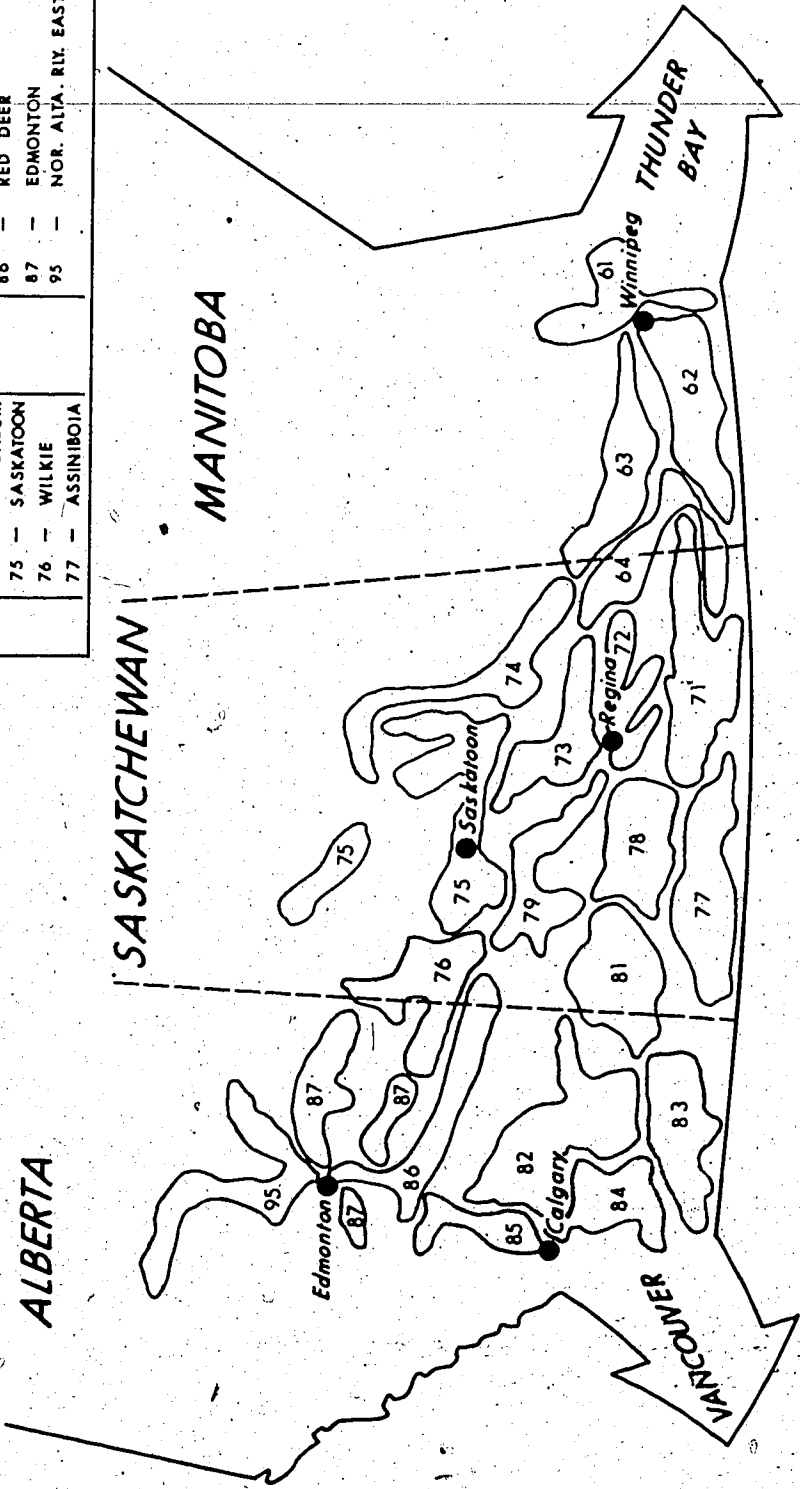 75 - SASKATOON
76 - WILKIE
77 - ASSINIBOIA
86 - RED DEER
87 - EDMONTON
95 - NOR. ALTA. RLY. EAST
ALBERTA
SASKATCHEWAN
MANITOBA
95
Edmonton
87
87
87
86
76
75
75
Saskatoon
74
73
79
72
Regina
64
63
61
Winnipeg
62
71
78
77
81
82
83
84
85
Calgary
VANCOUVER
THUNDER
BAY